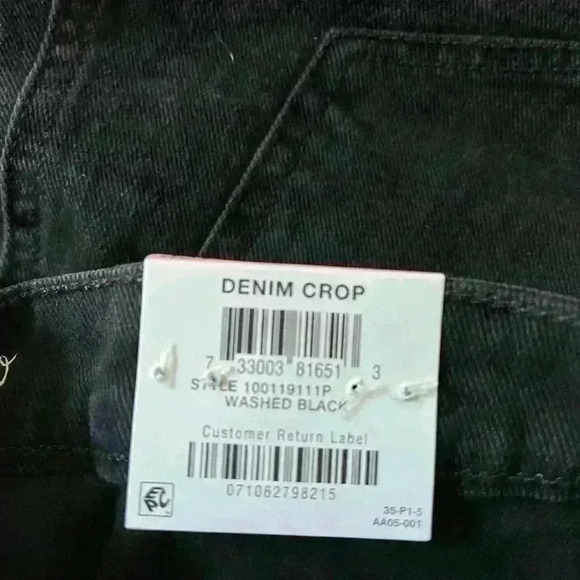 DENIM CROP
7 33003 81651 3
STYLE 100119111P
WASHED BLACK
Customer Return Label
071062798215
EPC
35-P1-5
AA05-001